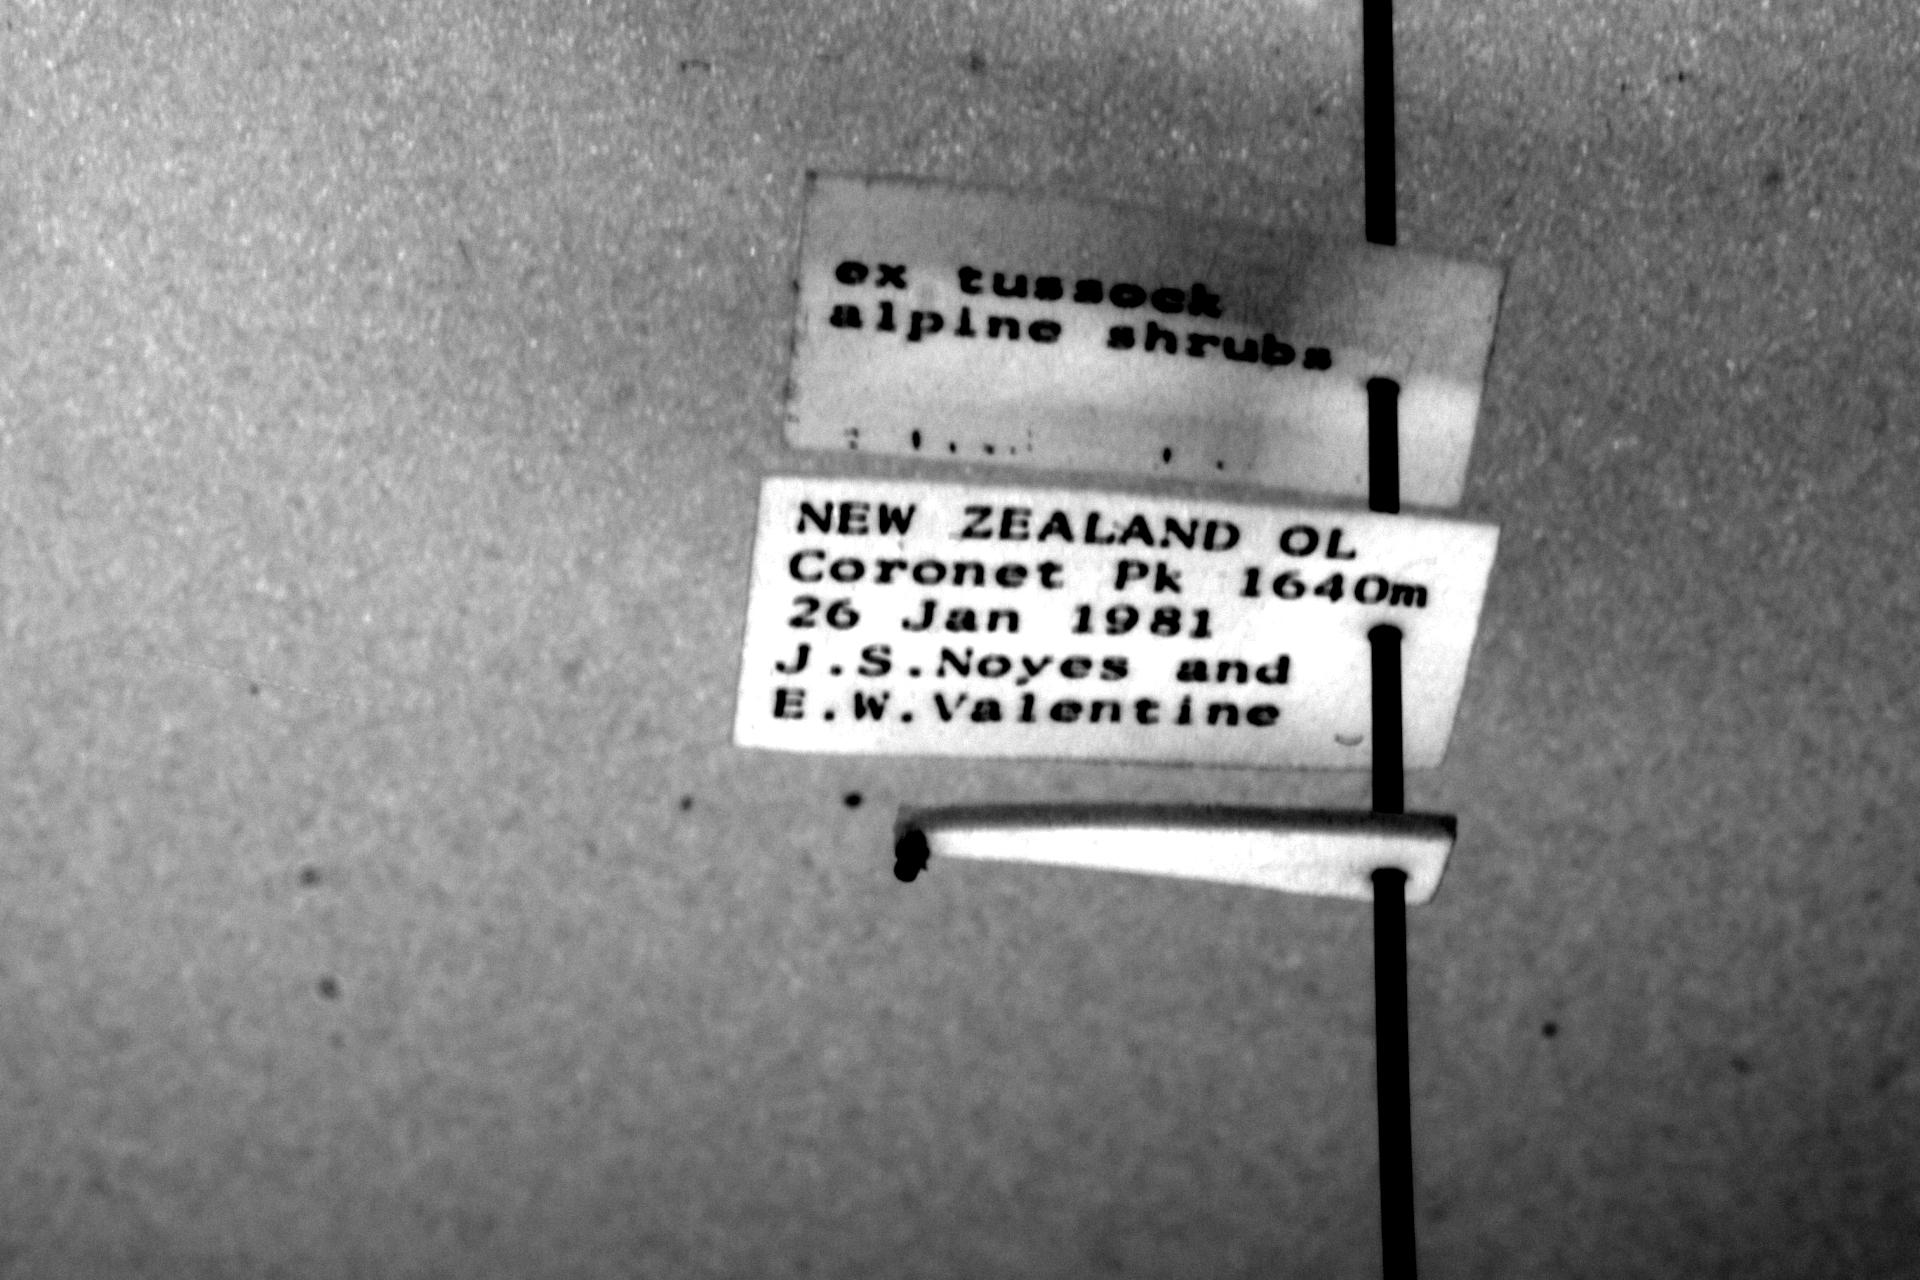 ex tussock
alpine shrubs
NEW ZEALAND OL
Coronet Pk 1640m
26 Jan 1981
J.S.Noyes and
E.W.Valentine